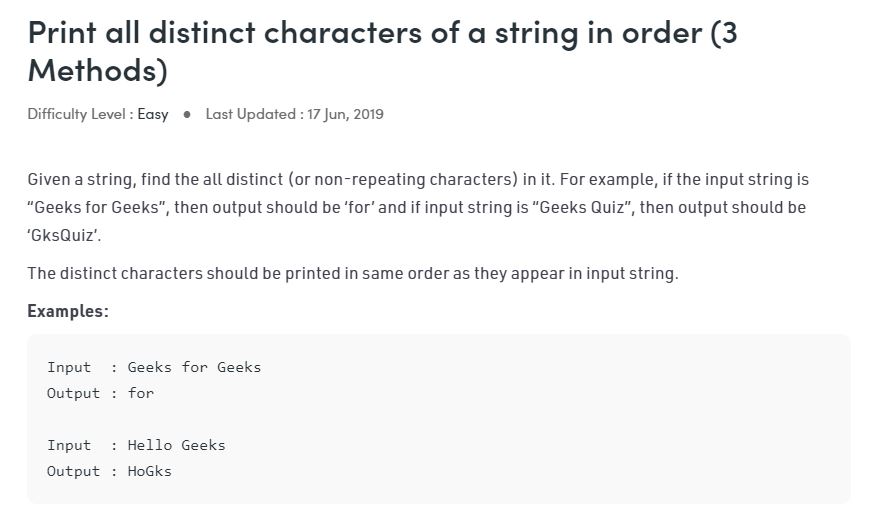 Print all distinct characters of a string in order (3
Methods)
Difficulty Level : Easy ● Last Updated : 17 Jun, 2019
Given a string, find the all distinct (or non-repeating characters) in it. For example, if the input string is
“Geeks for Geeks”, then output should be ‘for’ and if input string is “Geeks Quiz”, then output should be
‘GksQuiz’.
The distinct characters should be printed in same order as they appear in input string.
Examples:
Input  : Geeks for Geeks
Output : for
Input  : Hello Geeks
Output : HoGks